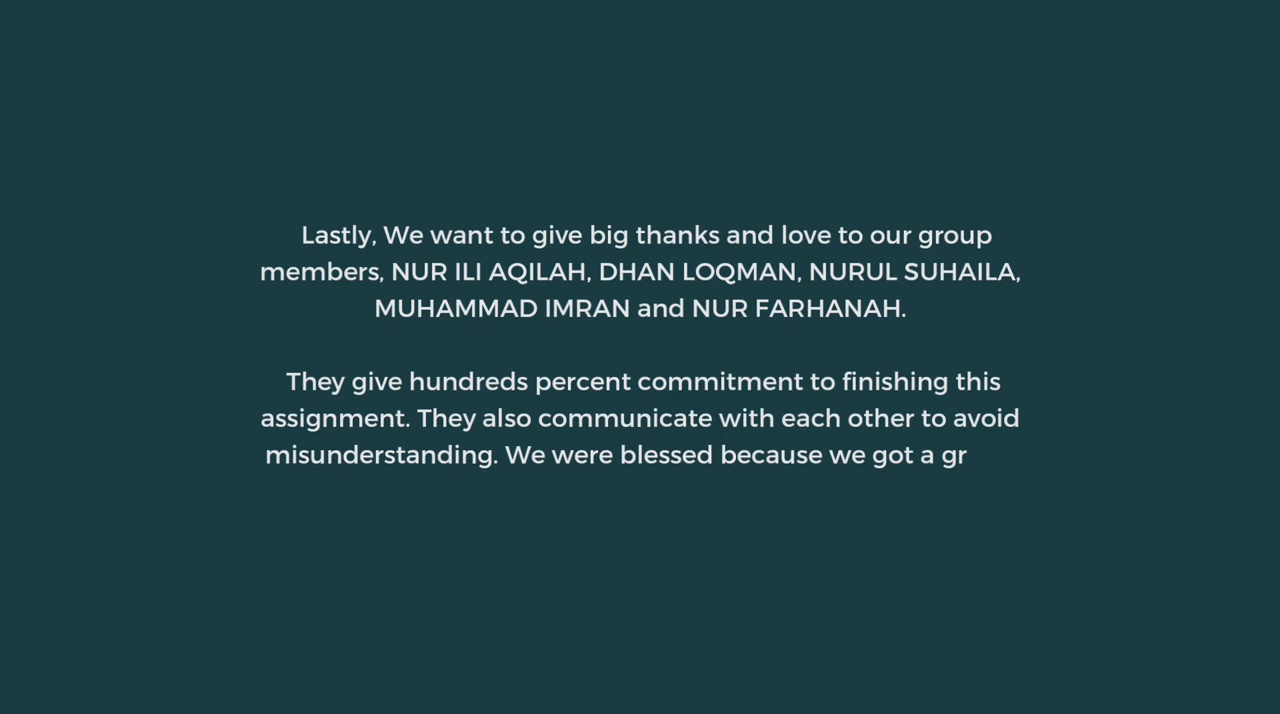 Lastly, We want to give big thanks and love to our group
members, NUR ILI AQILAH, DHAN LOQMAN, NURUL SUHAILA,
MUHAMMAD IMRAN and NUR FARHANAH.
They give hundreds percent commitment to finishing this
assignment. They also communicate with each other to avoid
misunderstanding. We were blessed because we got a gr